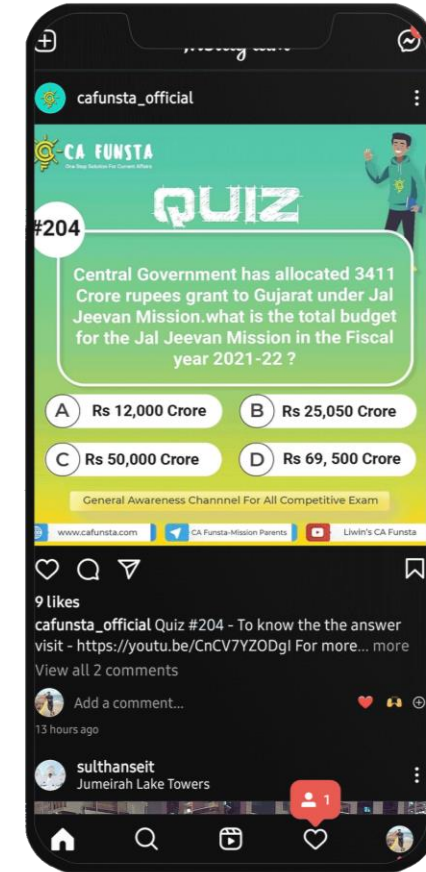 cafunsta_official
CA FUNSTA
One Stop Solution For Current Affairs
QUIZ
#204
Central Government has allocated 3411
Crore rupees grant to Gujarat under Jal
Jeevan Mission.what is the total budget
for the Jal Jeevan Mission in the Fiscal
year 2021-22 ?
A Rs 12,000 Crore
B Rs 25,050 Crore
C Rs 50,000 Crore
D Rs 69, 500 Crore
General Awareness Channnel For All Competitive Exam
www.cafunsta.com
CA Funsta-Mission Parents
Liwin's CA Funsta
9 likes
cafunsta_official Quiz #204 - To know the the answer
visit - https://youtu.be/CnCV7YZODgI For more... more
View all 2 comments
Add a comment...
13 hours ago
sulthanseit
Jumeirah Lake Towers
1